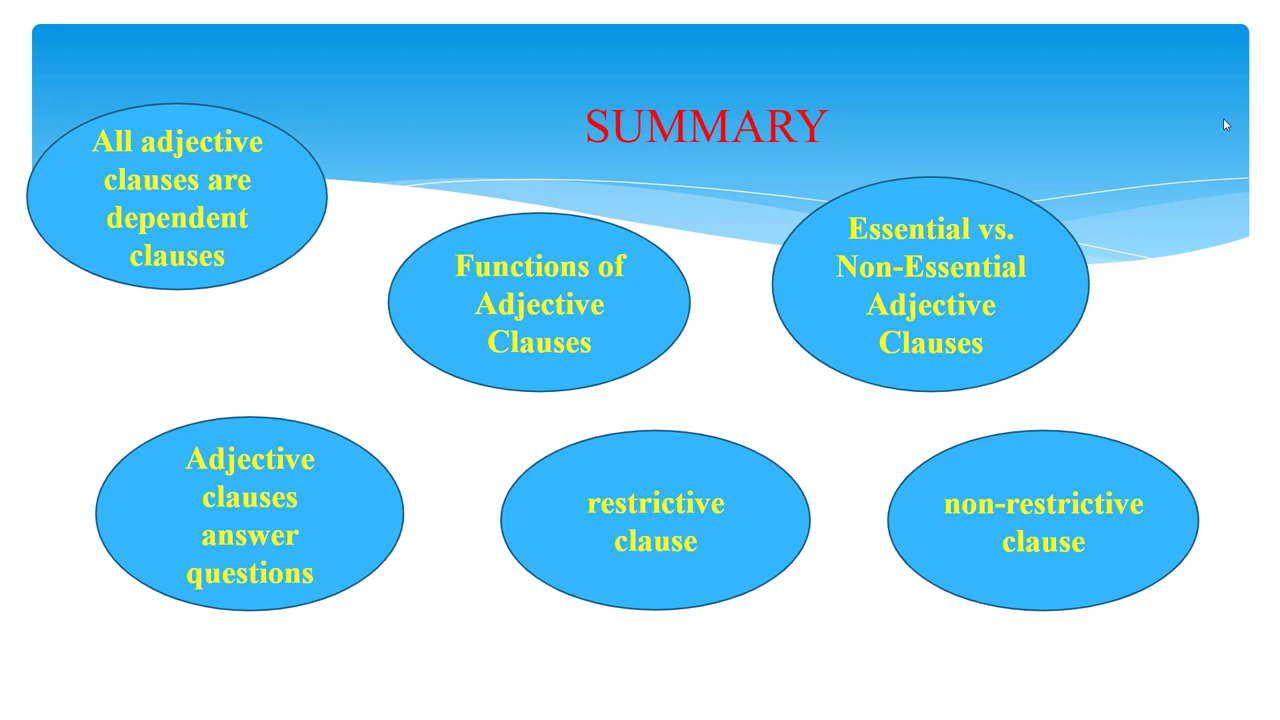 SUMMARY
All adjective
clauses are
dependent
clauses
Functions of
Adjective
Clauses
Essential vs.
Non-Essential
Adjective
Clauses
Adjective
clauses
answer
questions
restrictive
clause
non-restrictive
clause